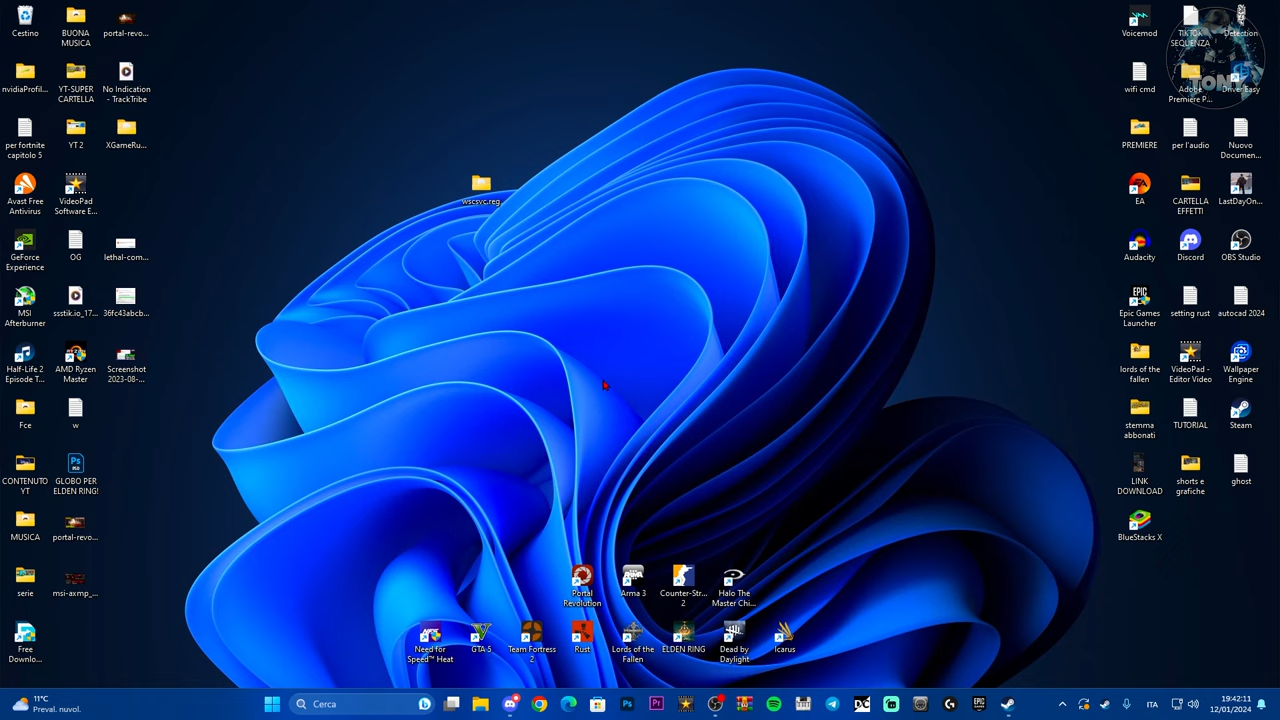 Cestino
BUONA
MUSICA
portal-revo...
nvidiaProfil...
YT-SUPER
CARTELLA
No Indication
- TrackTribe
per fortnite
capitolo 5
YT 2
XGameRu...
Avast Free
Antivirus
VideoPad
Software E...
GeForce
Experience
OG
lethal-com...
MSI
Afterburner
ssstik.io_17...
36fc43abcb...
Half-Life 2
Episode T...
AMD Ryzen
Master
Screenshot
2023-08-...
Fce
w
CONTENUTO
YT
GLOBO PER
ELDEN RING!
MUSICA
portal-revo...
serie
msi-axmp_...
Free
Downlo...
wscsvc.reg
Portal
Revolution
Arma 3
Counter-Str...
2
Halo The
Master Chi...
Need for
Speed™ Heat
GTA 5
Team Fortress
2
Rust
Lords of the
Fallen
ELDEN RING
Dead by
Daylight
Icarus
Voicemod
TIKTOK
SEQUENZA
Detection
wifi cmd
Adobe
Premiere P...
Driver Easy
TONY
PREMIERE
per l'audio
Nuovo
Documen...
EA
CARTELLA
EFFETTI
LastDayOn...
Audacity
Discord
OBS Studio
Epic Games
Launcher
setting rust
autocad 2024
lords of the
fallen
VideoPad -
Editor Video
Wallpaper
Engine
stemma
abbonati
TUTORIAL
Steam
LINK
DOWNLOAD
shorts e
grafiche
ghost
BlueStacks X
11°C
Preval. nuvol.
Cerca
ITA
19:42:11
12/01/2024